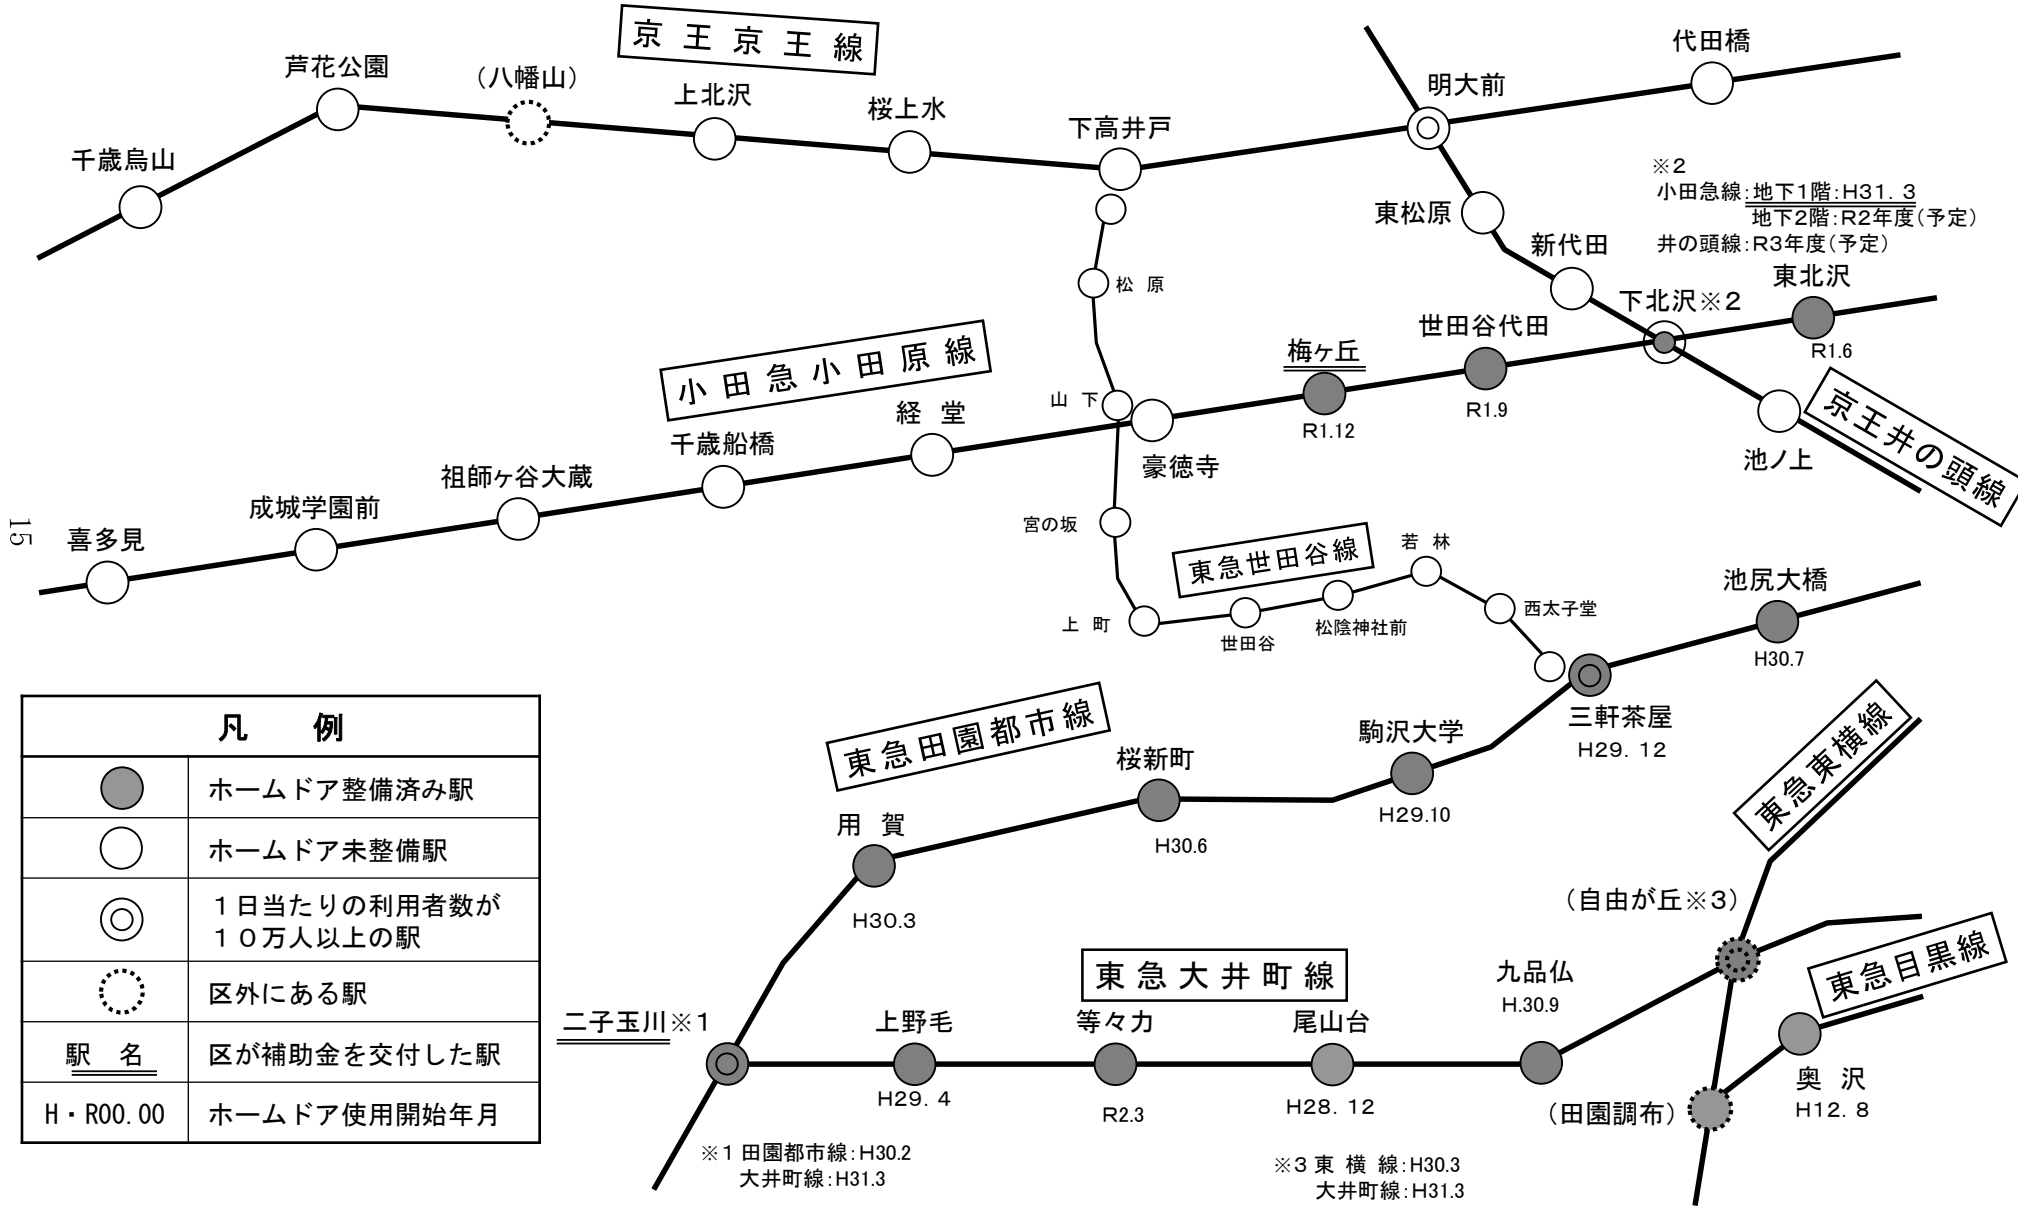 京王京王線
代田橋
芦花公園
（八幡山）
明大前
上北沢
桜上水
下高井戸
千歳烏山
※２
小田急線：地下１階：H31．3
地下２階：R2年度（予定）
井の頭線：R3年度（予定）
東松原
新代田
松　原
東北沢
下北沢※２
世田谷代田
R1.6
梅ヶ丘
小田急小田原線
山　下
R1.9
経　堂
R1.12
京王井の頭線
千歳船橋
池ノ上
豪徳寺
祖師ヶ谷大蔵
成城学園前
15
喜多見
宮の坂
東急世田谷線
若　林
池尻大橋
西太子堂
上　町
世田谷
松陰神社前
H30.7
三軒茶屋
H29．12
東急田園都市線
駒沢大学
東急東横線
桜新町
H29.10
用　賀
H30.6
H30.3
（自由が丘※３）
東急大井町線
九品仏
H.30.9
東急目黒線
二子玉川※１
上野毛
等々力
尾山台
H29．4
R2.3
H28．12
奥　沢
H12．8
（田園調布）
※１田園都市線：H30.2
大井町線：H31.3
※３東　横　線：H30.3
大井町線：H31.3
凡　例
ホームドア整備済み駅
ホームドア未整備駅
１日当たりの利用者数が
１０万人以上の駅
区外にある駅
駅　名　区が補助金を交付した駅
H・R00.00　ホームドア使用開始年月